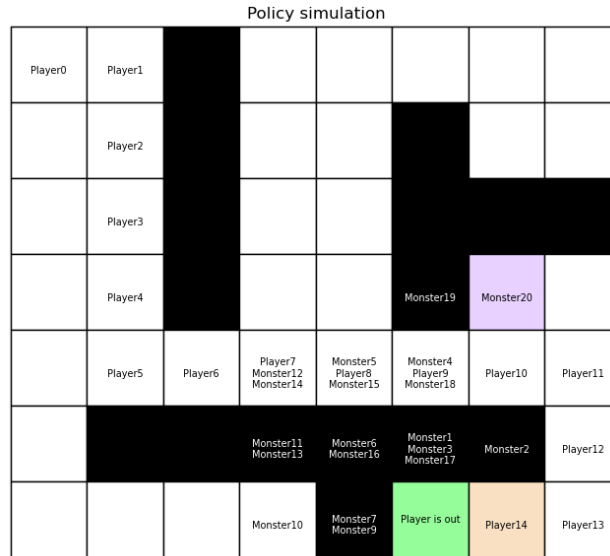 Policy simulation
Player0
Player1
Player2
Player3
Player4
Monster19
Monster20
Player5
Player6
Player7
Monster12
Monster14
Monster5
Player8
Monster15
Monster4
Player9
Monster18
Player10
Player11
Monster11
Monster13
Monster6
Monster16
Monster1
Monster3
Monster17
Monster2
Player12
Monster10
Monster7
Monster9
Player is out
Player14
Player13